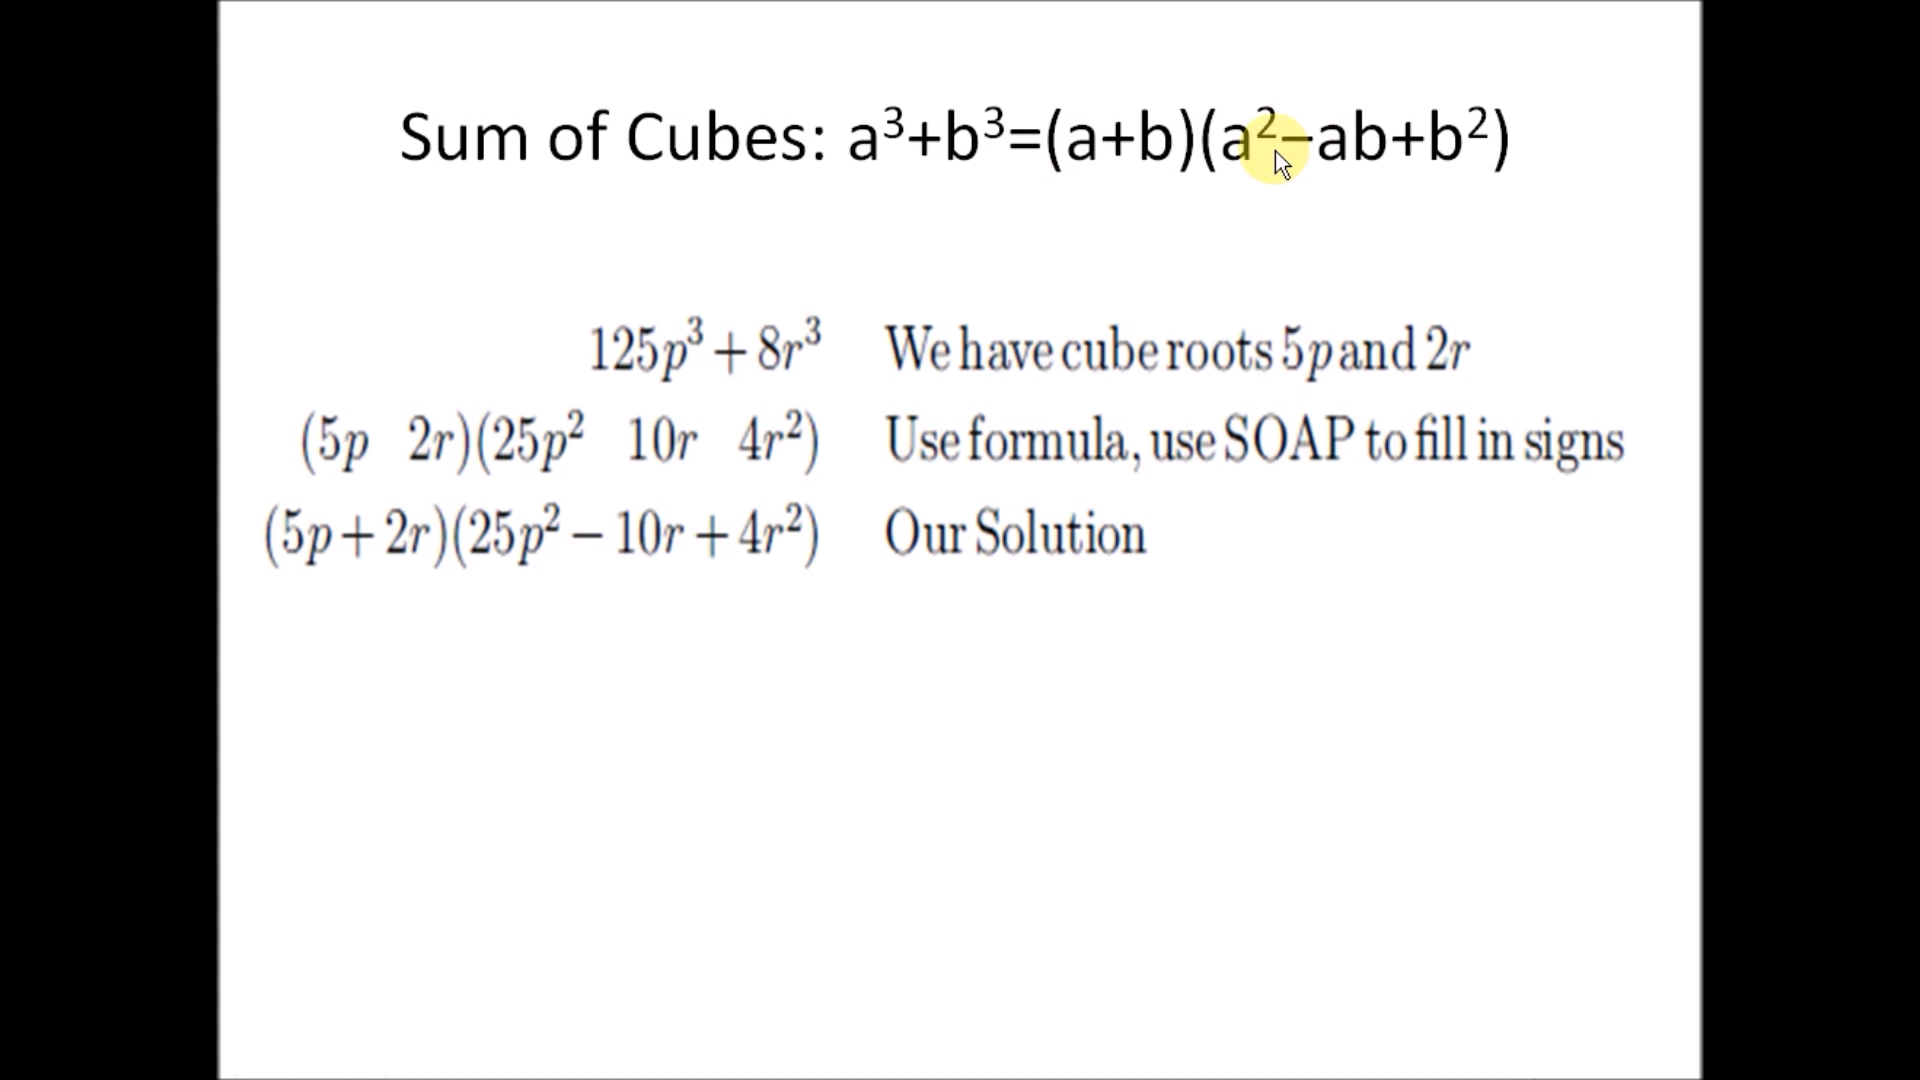 Sum of Cubes: a³+b³=(a+b)(a²−ab+b²)
125p³ + 8r³ We have cube roots 5p and 2r
(5p 2r)(25p² 10r 4r²) Use formula, use SOAP to fill in signs
(5p + 2r)(25p² − 10r + 4r²) Our Solution